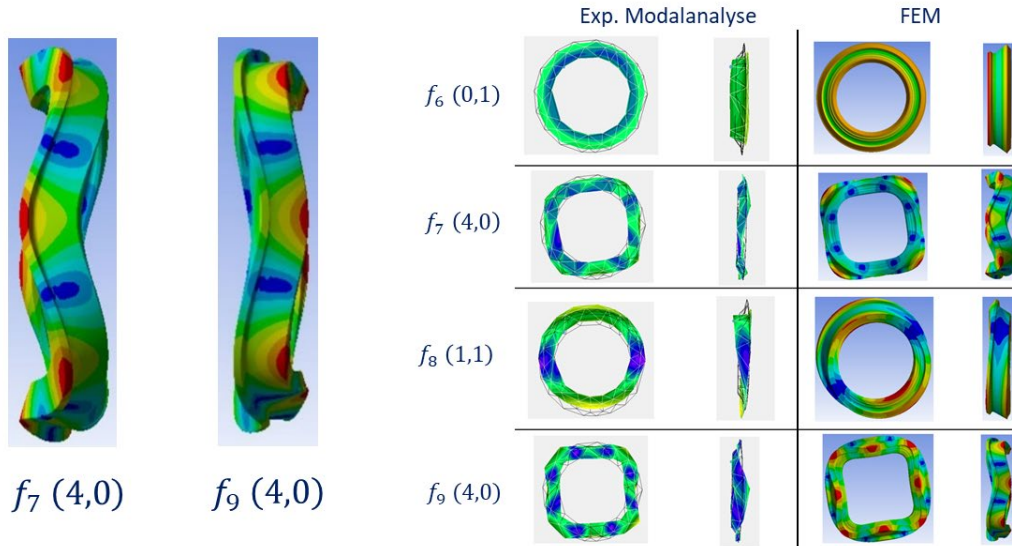 Exp. Modalanalyse
FEM
f₆ (0,1)
f₇ (4,0)
f₈ (1,1)
f₉ (4,0)
f₇ (4,0)
f₉ (4,0)